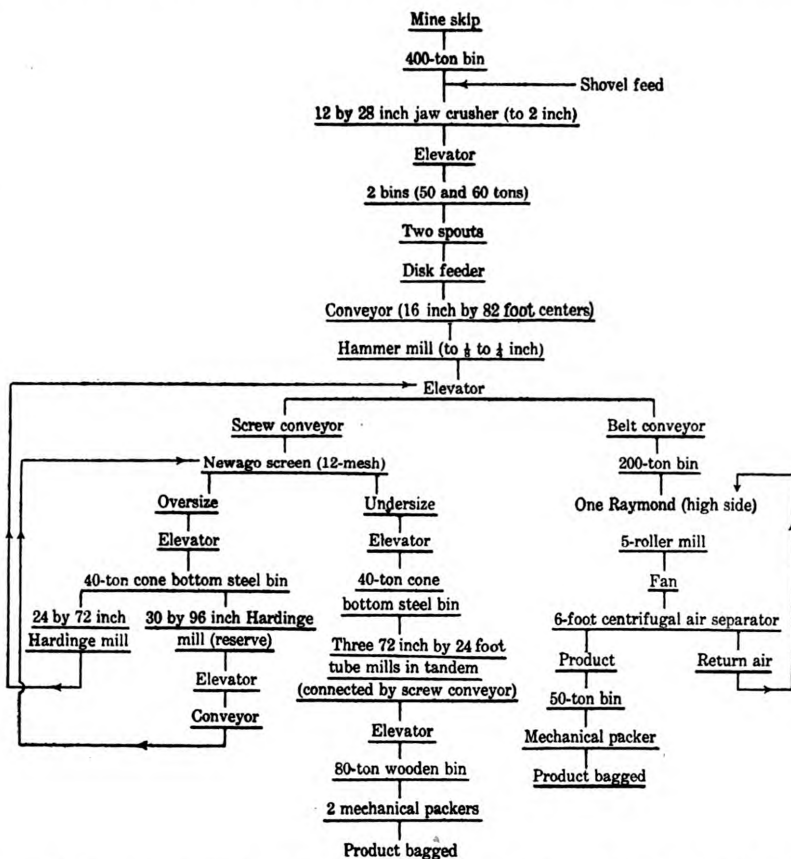 Mine skip
400-ton bin
Shovel feed
12 by 28 inch jaw crusher (to 2 inch)
Elevator
2 bins (50 and 60 tons)
Two spouts
Disk feeder
Conveyor (16 inch by 82 foot centers)
Hammer mill (to ⅛ to ¼ inch)
Elevator
Screw conveyor
Newago screen (12-mesh)
Oversize
Elevator
40-ton cone bottom steel bin
24 by 72 inch
Hardinge mill
30 by 96 inch Hardinge
mill (reserve)
Elevator
Conveyor
Undersize
Elevator
40-ton cone
bottom steel bin
Three 72 inch by 24 foot
tube mills in tandem
(connected by screw conveyor)
Elevator
80-ton wooden bin
2 mechanical packers
Product bagged
Belt conveyor
200-ton bin
One Raymond (high side)
5-roller mill
Fan
6-foot centrifugal air separator
Product
50-ton bin
Mechanical packer
Product bagged
Return air